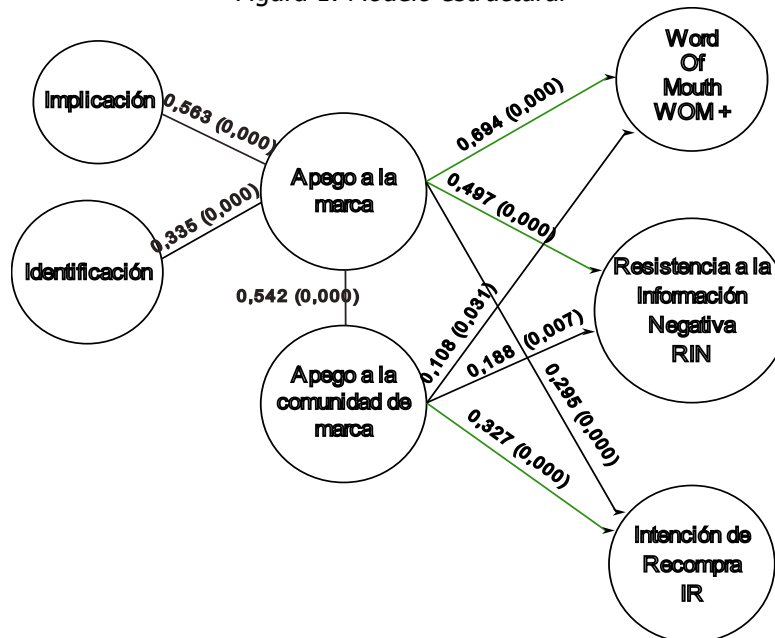 Figura 1. Modelo estructural
Word
Of
Mouth
WOM +
Implicación
0,563 (0,000)
0,694 (0,000)
Apego a la
marca
0,497 (0,000)
0,335 (0,000)
Identificación
Resistencia a la
Información
Negativa
RIN
0,542 (0,000)
0,108 (0,031)
0,188 (0,007)
0,295 (0,000)
Apego a la
comunidad de
marca
0,327 (0,000)
Intención de
Recompra
IR